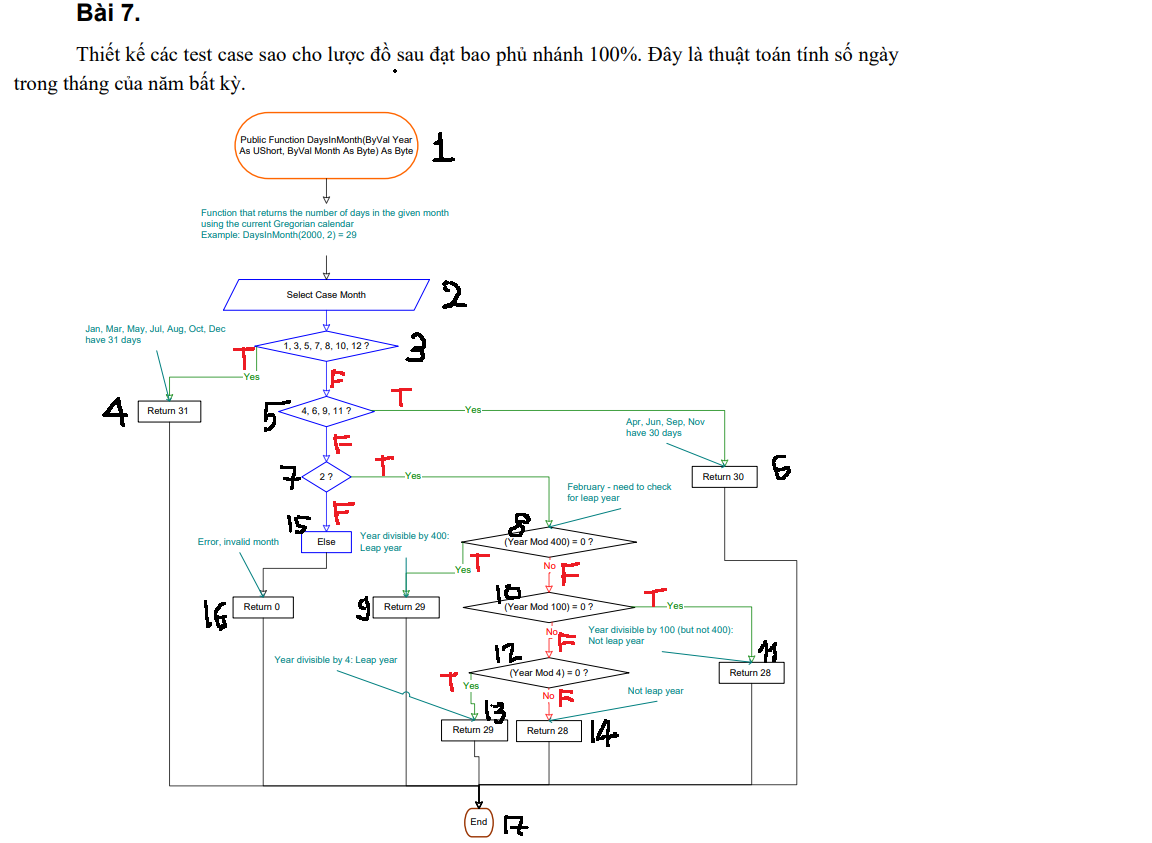 Bài 7.
Thiết kế các test case sao cho lược đồ sau đạt bao phủ nhánh 100%. Đây là thuật toán tính số ngày
trong tháng của năm bất kỳ.
Public Function DaysInMonth(ByVal Year
As UShort, ByVal Month As Byte) As Byte
1
Function that returns the number of days in the given month
using the current Gregorian calendar
Example: DaysInMonth(2000, 2) = 29
Select Case Month
2
Jan, Mar, May, Jul, Aug, Oct, Dec
have 31 days
1, 3, 5, 7, 8, 10, 12 ?
3
T
Yes
F
4
Return 31
5
4, 6, 9, 11 ?
T
Yes
Apr, Jun, Sep, Nov
have 30 days
F
7
2 ?
T
Yes
Return 30
6
February - need to check
for leap year
F
15
Else
Error, invalid month
Year divisible by 400:
Leap year
8
(Year Mod 400) = 0 ?
T
Yes
No
F
16
Return 0
9
Return 29
10
(Year Mod 100) = 0 ?
T
Yes
No
F
Year divisible by 100 (but not 400):
Not leap year
12
(Year Mod 4) = 0 ?
11
Return 28
Year divisible by 4: Leap year
T
Yes
No
F
Not leap year
13
Return 29
Return 28
14
End
17